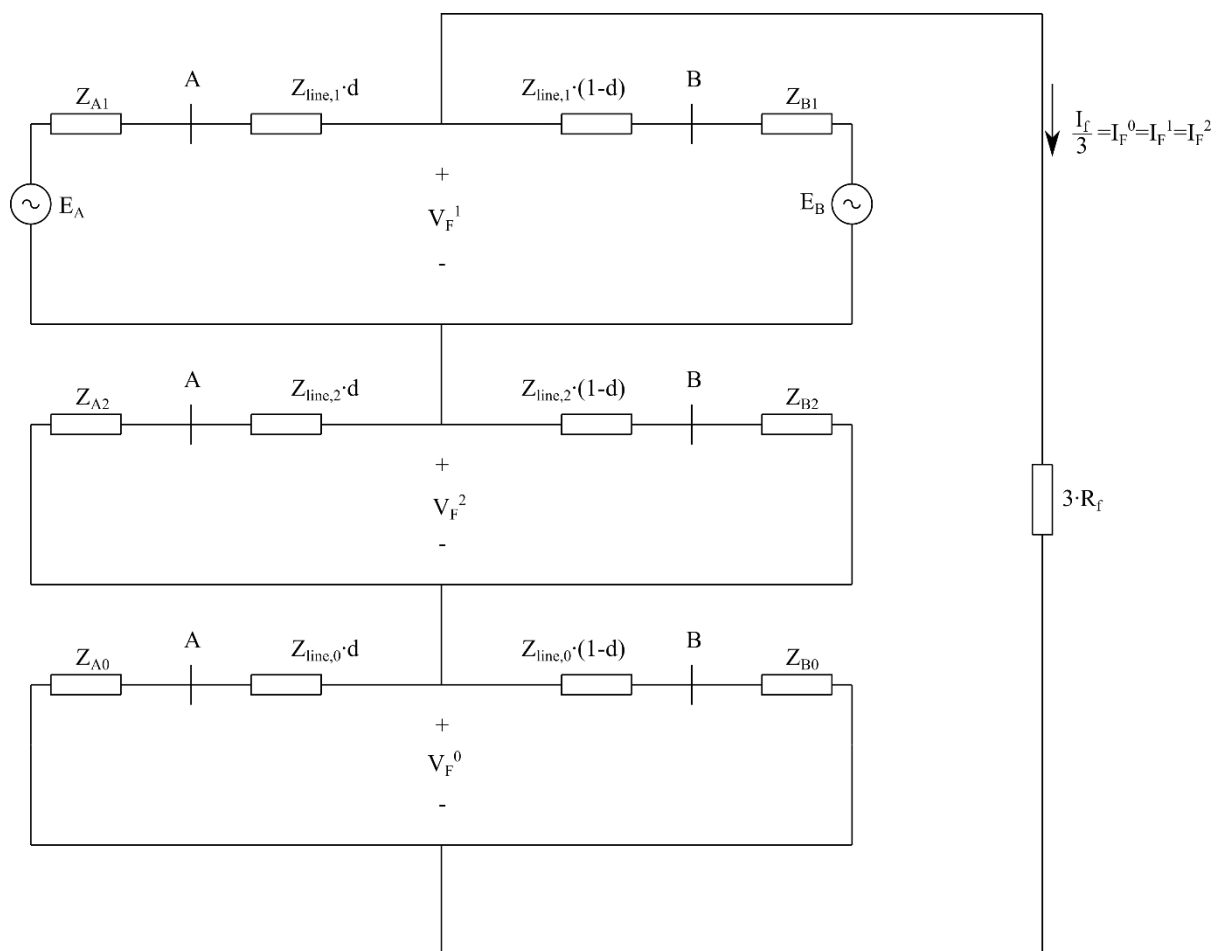 A Z_line,1·d Z_line,1·(1-d) B
Z_A1 Z_B1
I_f/3 =I_F^0=I_F^1=I_F^2
+
E_A V_F^1 E_B
-
A Z_line,2·d Z_line,2·(1-d) B
Z_A2 Z_B2
+
V_F^2 3·R_f
-
A Z_line,0·d Z_line,0·(1-d) B
Z_A0 Z_B0
+
V_F^0
-